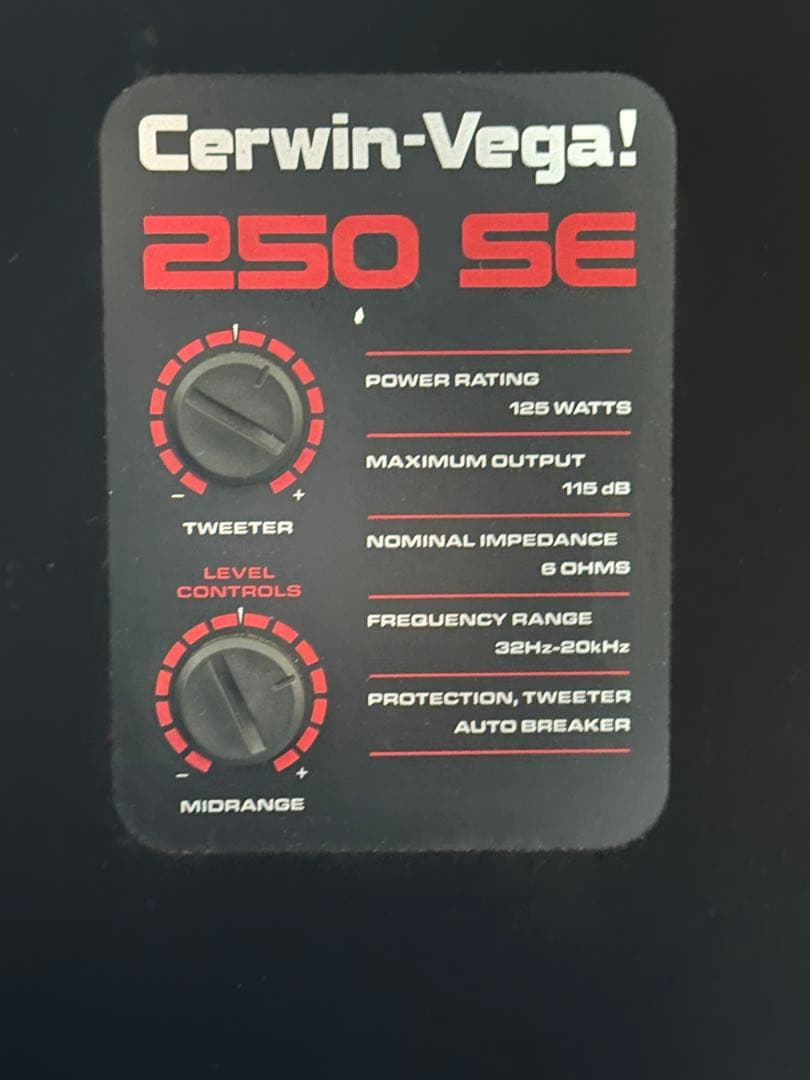 Cerwin-Vega!
250 SE
- +
TWEETER
LEVEL
CONTROLS
- +
MIDRANGE
POWER RATING
125 WATTS
MAXIMUM OUTPUT
115 dB
NOMINAL IMPEDANCE
6 OHMS
FREQUENCY RANGE
32Hz-20kHz
PROTECTION, TWEETER
AUTO BREAKER